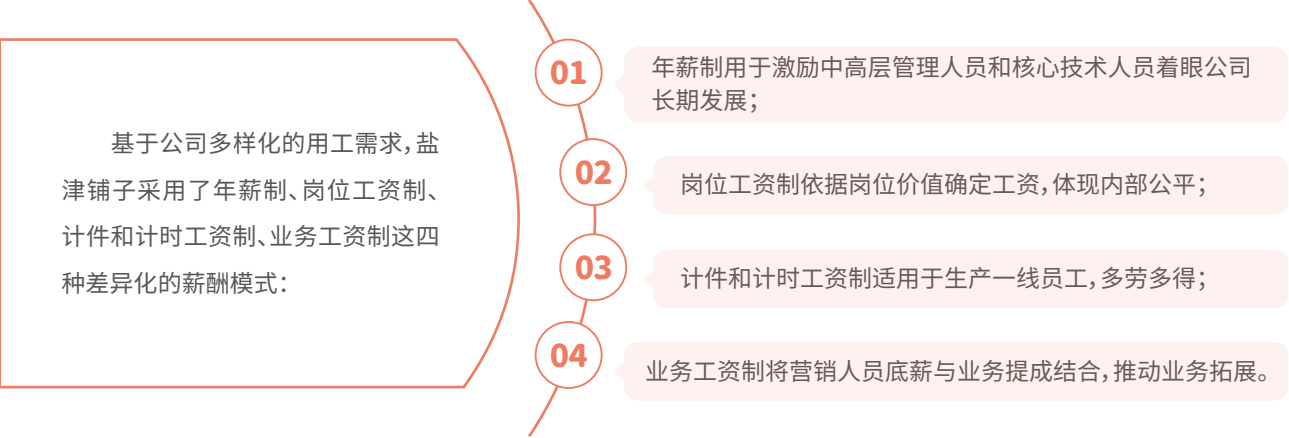 基于公司多样化的用工需求，盐
津铺子采用了年薪制、岗位工资制、
计件和计时工资制、业务工资制这四
种差异化的薪酬模式：
01
年薪制用于激励中高层管理人员和核心技术人员着眼公司
长期发展；
02
岗位工资制依据岗位价值确定工资，体现内部公平；
03
计件和计时工资制适用于生产一线员工，多劳多得；
04
业务工资制将营销人员底薪与业务提成结合，推动业务拓展。